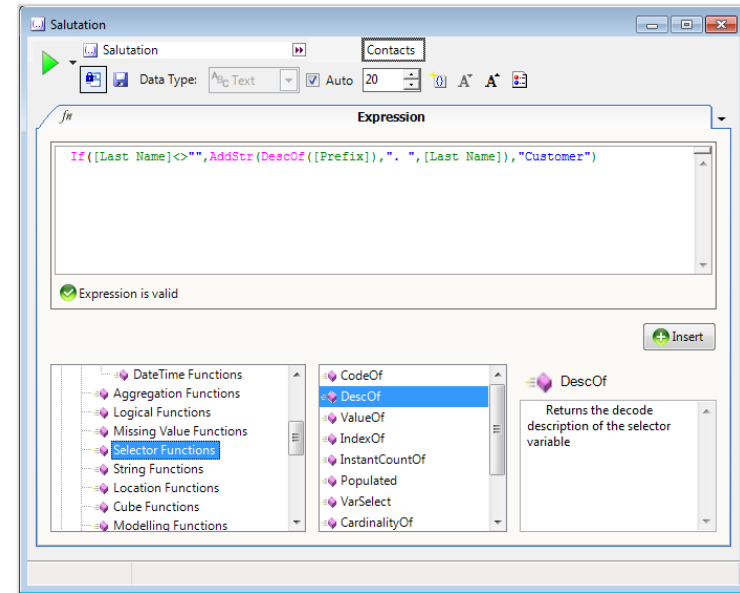 Salutation
Salutation Contacts
Data Type: ABC Text Auto 20 A A
fn Expression
If([Last Name]<>"",AddStr(DescOf([Prefix]),". ",[Last Name]),"Customer")
Expression is valid
Insert
DateTime Functions
Aggregation Functions
Logical Functions
Missing Value Functions
Selector Functions
String Functions
Location Functions
Cube Functions
Modelling Functions
CodeOf
DescOf
ValueOf
IndexOf
InstantCountOf
Populated
VarSelect
CardinalityOf
DescOf
Returns the decode
description of the selector
variable